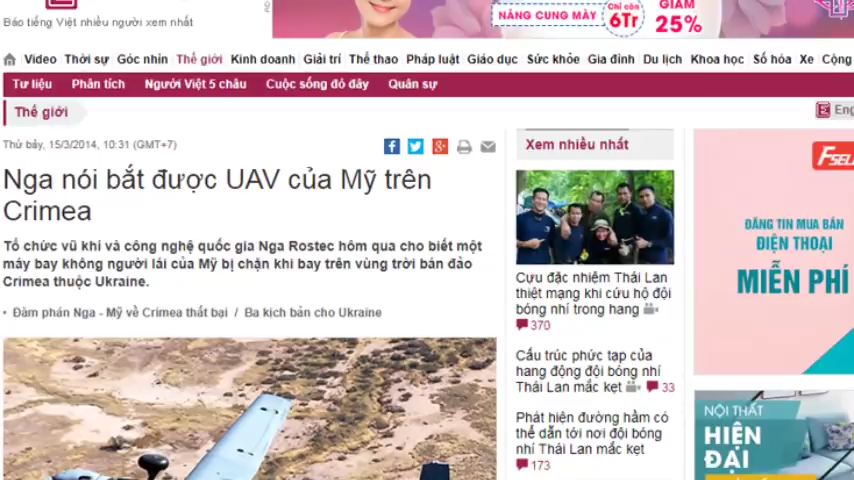 Báo tiếng Việt nhiều người xem nhất
NÂNG CUNG MÀY
Chỉ còn
6Tr
GIẢM
25%
Video Thời sự Góc nhìn Thế giới Kinh doanh Giải trí Thể thao Pháp luật Giáo dục Sức khỏe Gia đình Du lịch Khoa học Số hóa Xe Cộng
Tư liệu Phân tích Người Việt 5 châu Cuộc sống đó đây Quân sự
Thế giới
Eng
Thứ bảy, 15/3/2014, 10:31 (GMT+7)
Nga nói bắt được UAV của Mỹ trên
Crimea
Tổ chức vũ khí và công nghệ quốc gia Nga Rostec hôm qua cho biết một
máy bay không người lái của Mỹ bị chặn khi bay trên vùng trời bán đảo
Crimea thuộc Ukraine.
Đàm phán Nga - Mỹ về Crimea thất bại / Ba kịch bản cho Ukraine
Xem nhiều nhất
Cựu đặc nhiệm Thái Lan
thiệt mạng khi cứu hộ đội
bóng nhí trong hang
370
Cấu trúc phức tạp của
hang động đội bóng nhí
Thái Lan mắc kẹt 33
Phát hiện đường hầm có
thể dẫn tới nơi đội bóng
nhí Thái Lan mắc kẹt
173
FSELL
ĐĂNG TIN MUA BÁN
ĐIỆN THOẠI
MIỄN PHÍ
NỘI THẤT
HIỆN
ĐẠI